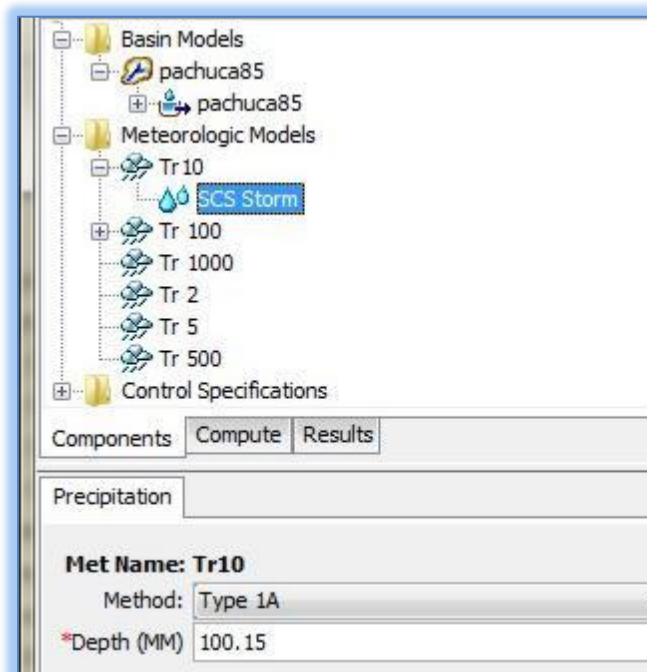 Basin Models
pachuca85
pachuca85
Meteorologic Models
Tr10
SCS Storm
Tr 100
Tr 1000
Tr 2
Tr 5
Tr 500
Control Specifications
Components Compute Results
Precipitation
Met Name: Tr10
Method: Type 1A
*Depth (MM) 100.15